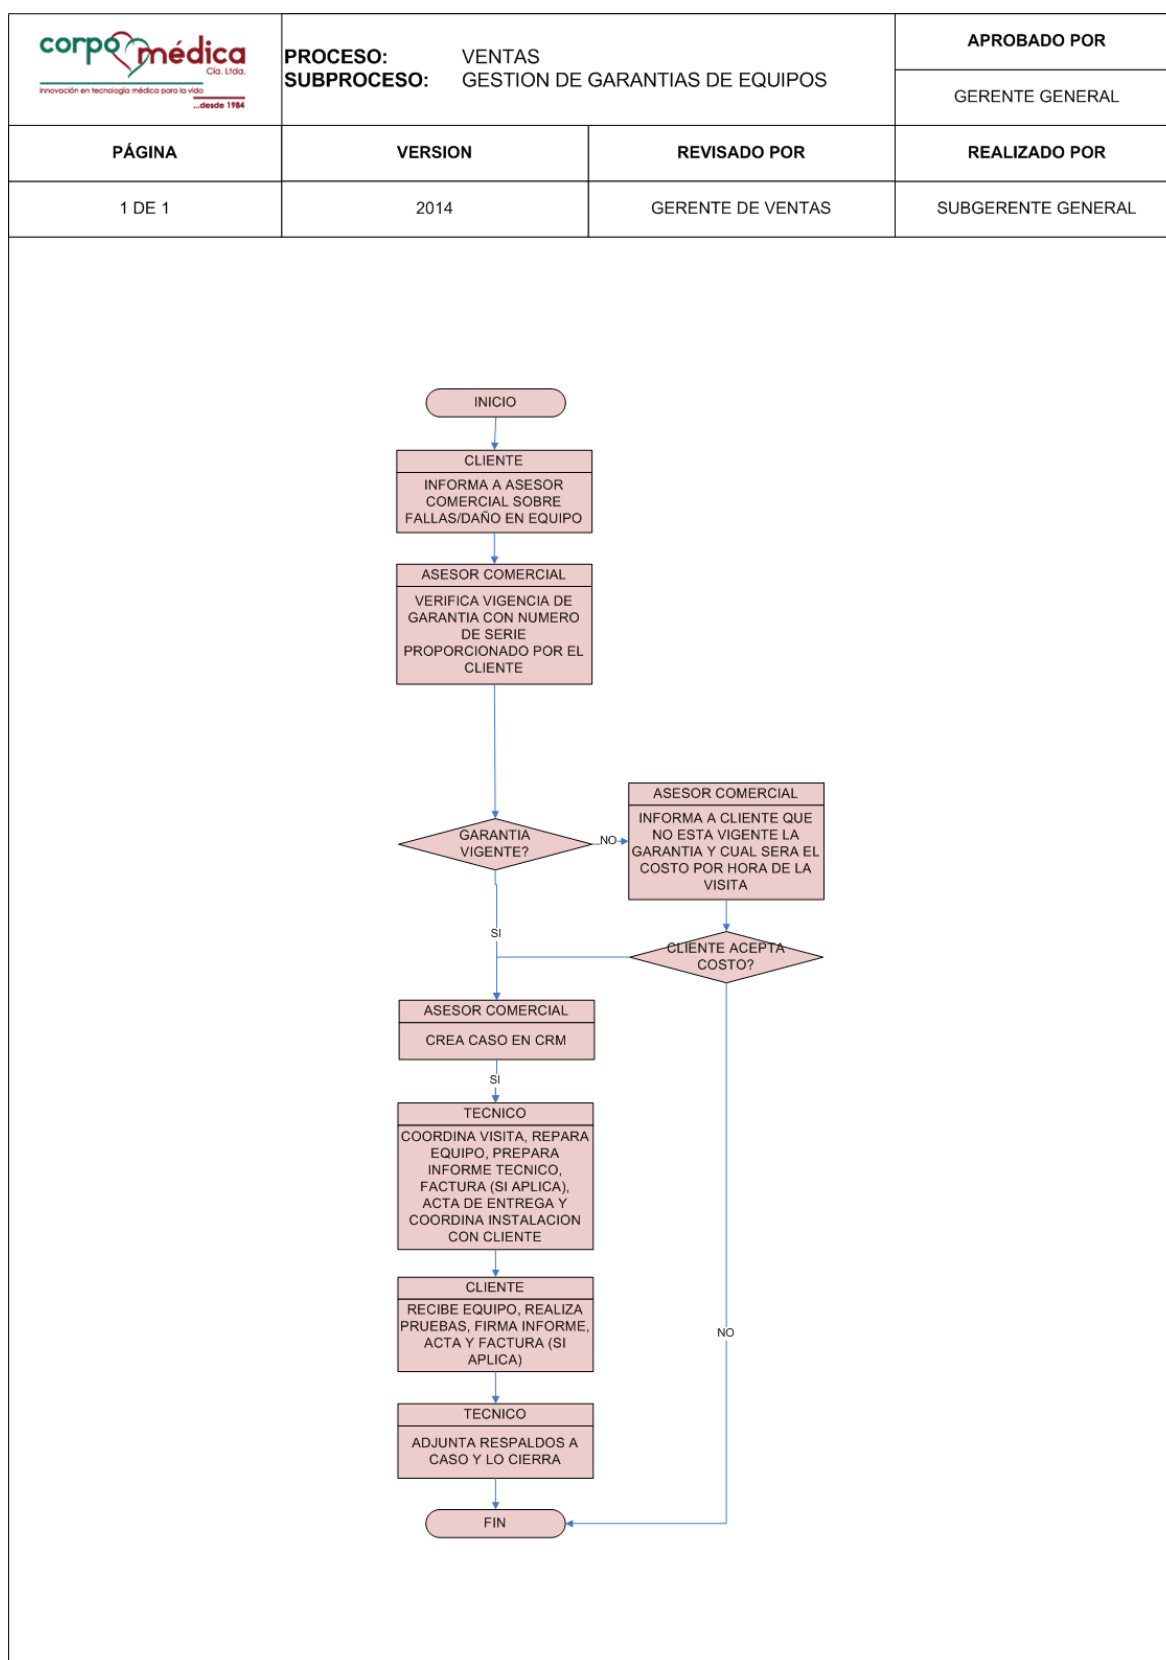 corpomédica
Cía. Ltda.
Innovación en tecnología médica para la vida
...desde 1984
PROCESO: VENTAS
SUBPROCESO: GESTION DE GARANTIAS DE EQUIPOS
APROBADO POR
GERENTE GENERAL
PÁGINA
VERSION
REVISADO POR
REALIZADO POR
1 DE 1
2014
GERENTE DE VENTAS
SUBGERENTE GENERAL
INICIO
CLIENTE
INFORMA A ASESOR
COMERCIAL SOBRE
FALLAS/DAÑO EN EQUIPO
ASESOR COMERCIAL
VERIFICA VIGENCIA DE
GARANTIA CON NUMERO
DE SERIE
PROPORCIONADO POR EL
CLIENTE
GARANTIA
VIGENTE?
NO
ASESOR COMERCIAL
INFORMA A CLIENTE QUE
NO ESTA VIGENTE LA
GARANTIA Y CUAL SERA EL
COSTO POR HORA DE LA
VISITA
SI
CLIENTE ACEPTA
COSTO?
ASESOR COMERCIAL
CREA CASO EN CRM
SI
TECNICO
COORDINA VISITA, REPARA
EQUIPO, PREPARA
INFORME TECNICO,
FACTURA (SI APLICA),
ACTA DE ENTREGA Y
COORDINA INSTALACION
CON CLIENTE
CLIENTE
RECIBE EQUIPO, REALIZA
PRUEBAS, FIRMA INFORME,
ACTA Y FACTURA (SI
APLICA)
NO
TECNICO
ADJUNTA RESPALDOS A
CASO Y LO CIERRA
FIN